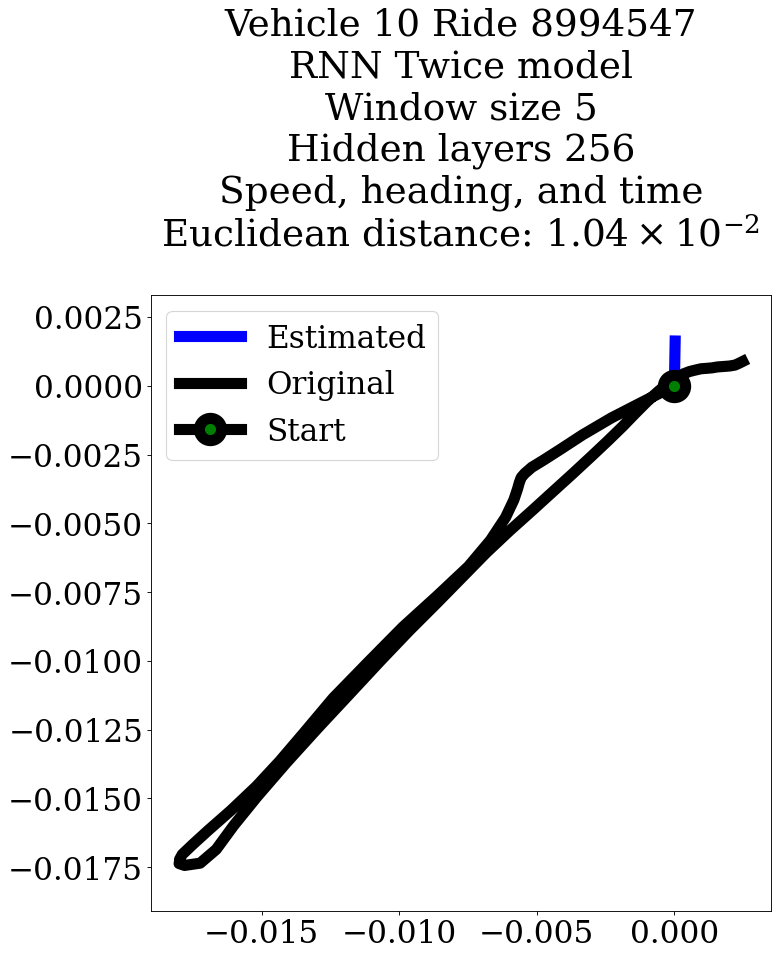 Vehicle 10 Ride 8994547
RNN Twice model
Window size 5
Hidden layers 256
Speed, heading, and time
Euclidean distance: 1.04 × 10⁻²
Estimated
Original
Start
0.0025
0.0000
−0.0025
−0.0050
−0.0075
−0.0100
−0.0125
−0.0150
−0.0175
−0.015 −0.010 −0.005 0.000